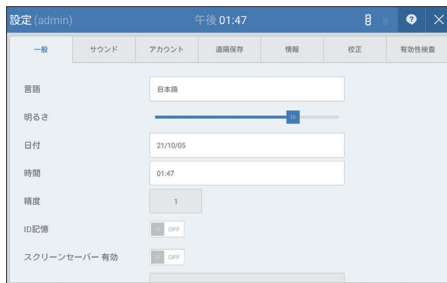 設定 (admin) 午後 01:47
一般 サウンド アカウント 遠隔保存 情報 校正 有効性検査
言語 日本語
明るさ
日付 21/10/05
時間 01:47
精度 1
ID記憶 OFF
スクリーンセーバー 有効 OFF